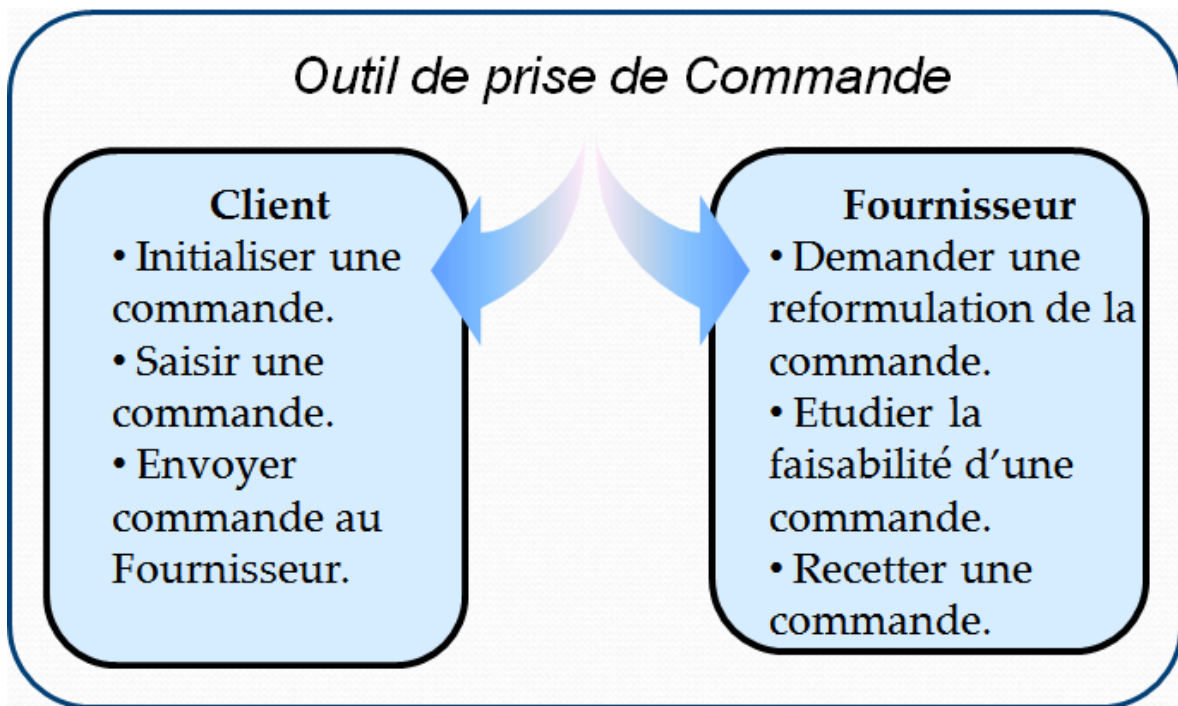 Outil de prise de Commande
Client
• Initialiser une
commande.
• Saisir une
commande.
• Envoyer
commande au
Fournisseur.
Fournisseur
• Demander une
reformulation de la
commande.
• Etudier la
faisabilité d’une
commande.
• Recetter une
commande.